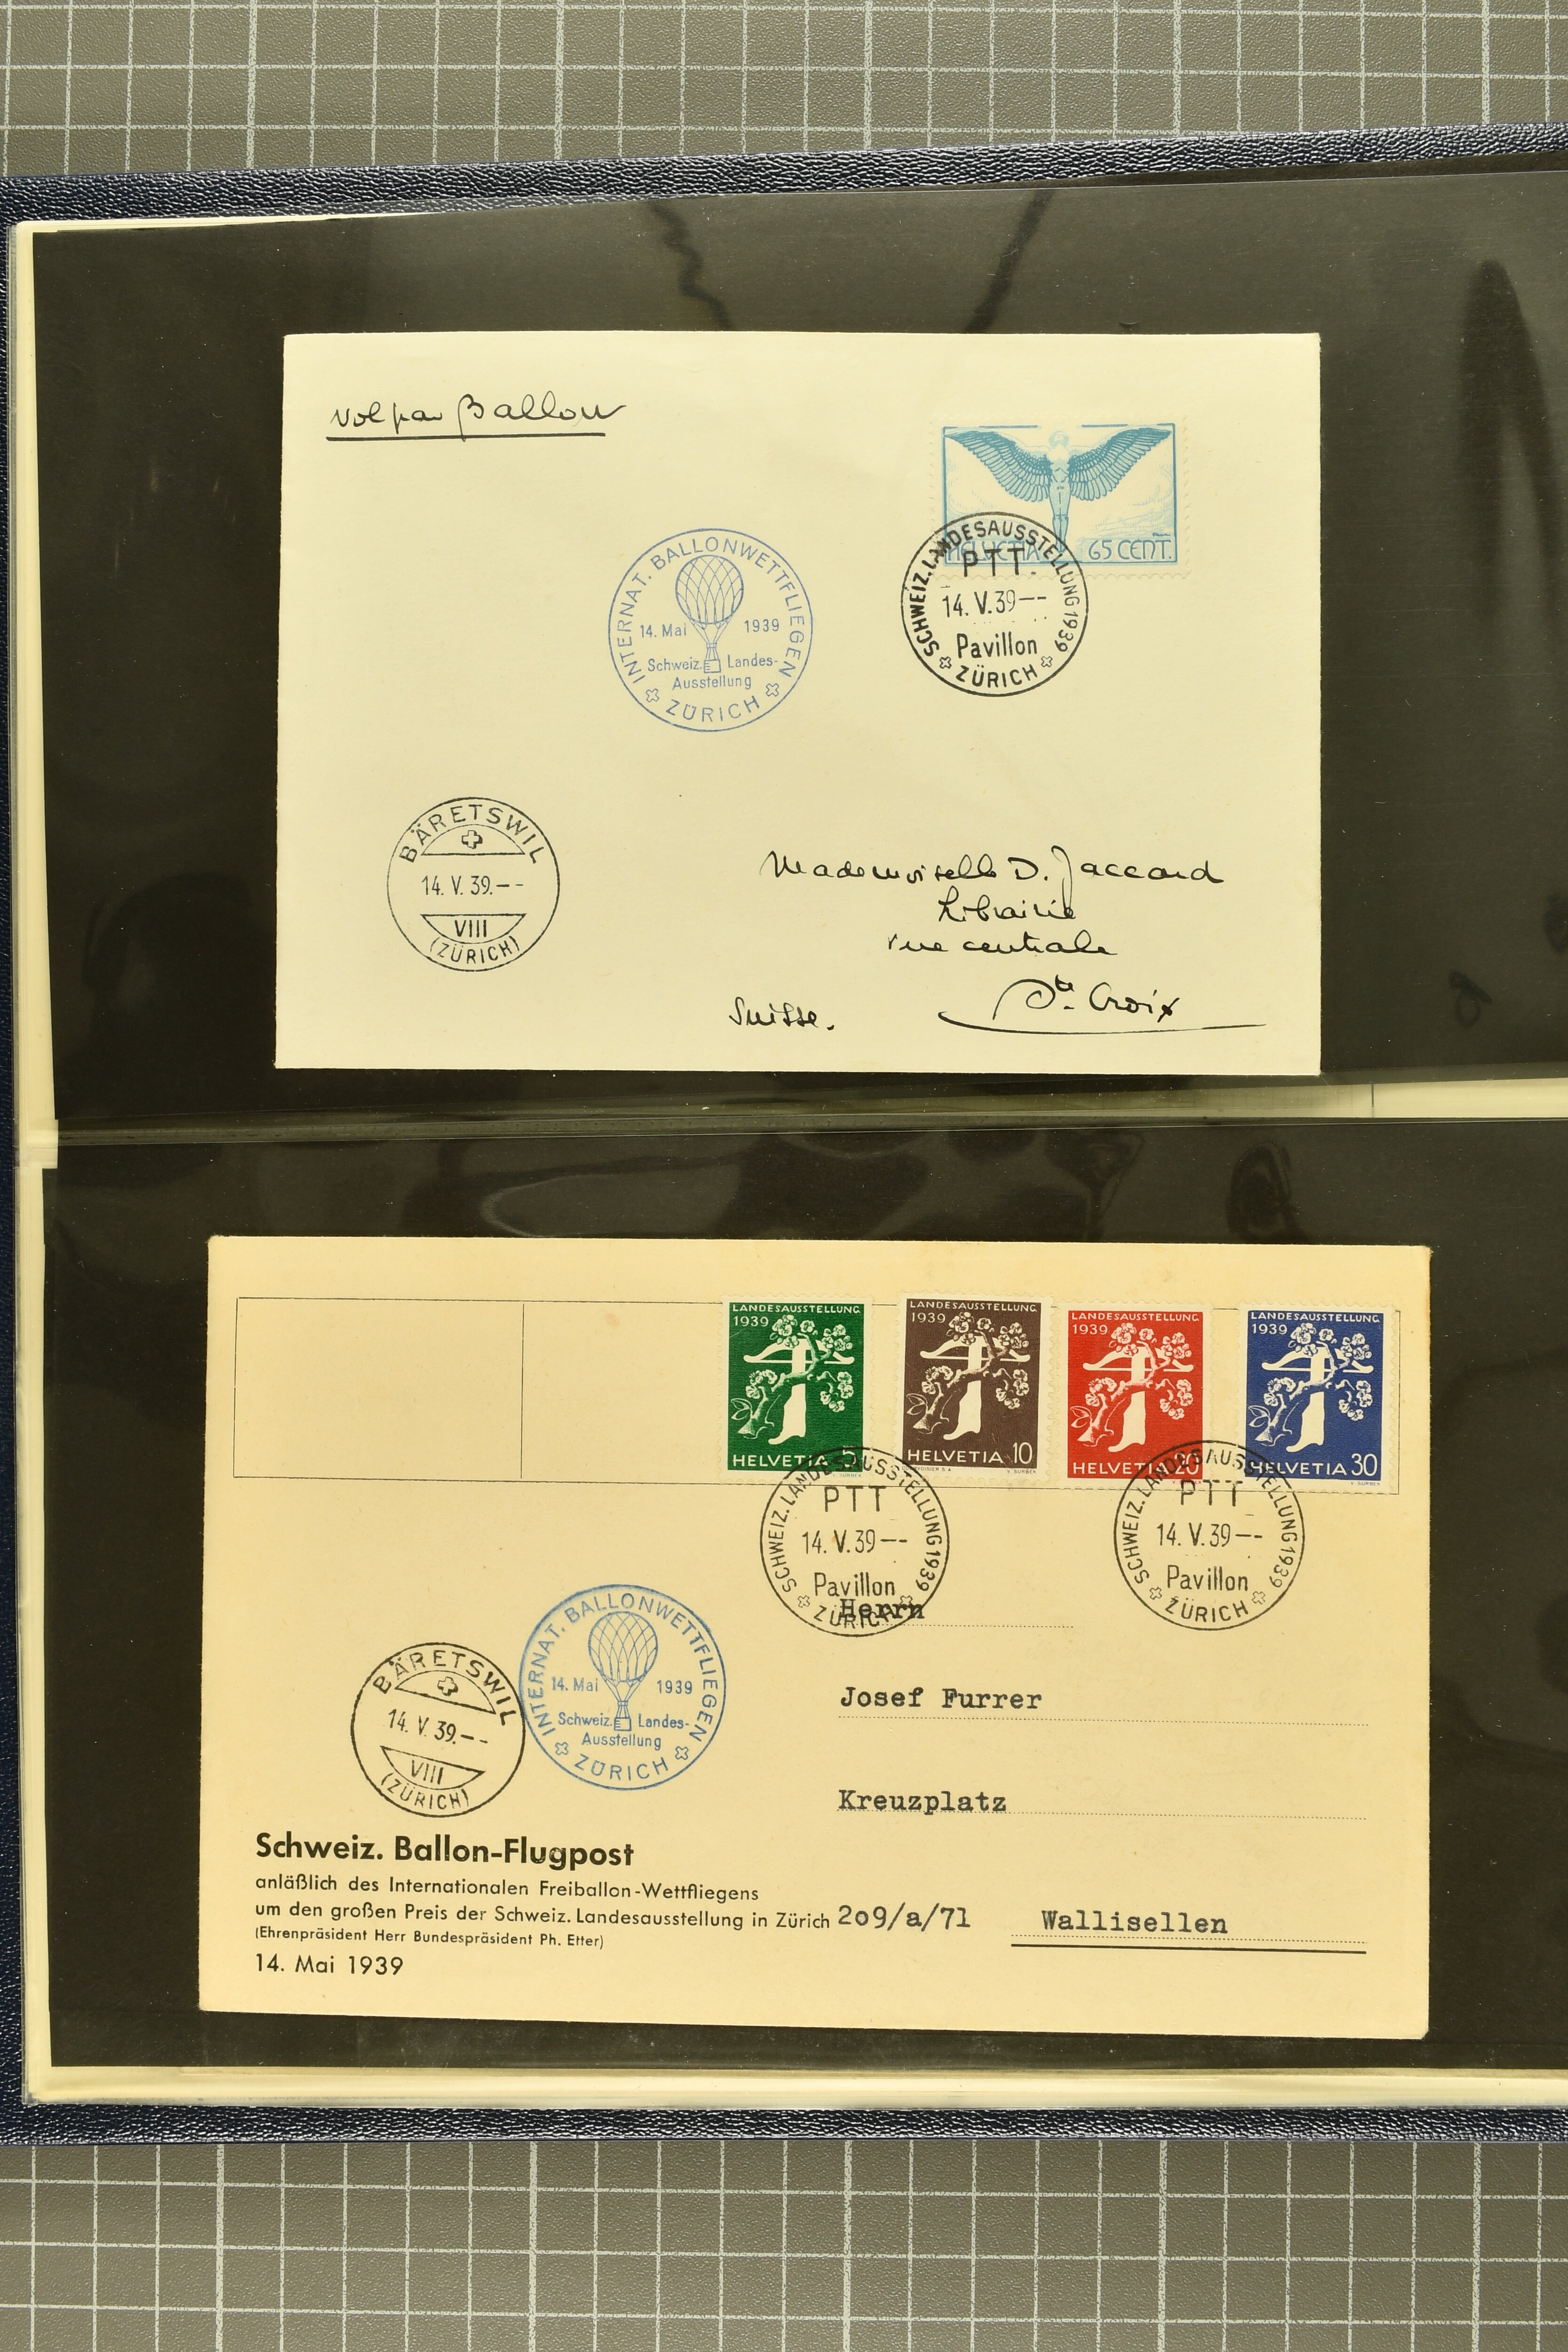 Vol par Ballon
HELVETIA 65 CENT.
SCHWEIZ. LANDESAUSSTELLUNG 1939
PTT.
14. V. 39--
Pavillon
ZÜRICH
INTERNAT. BALLONWETTFLIEGEN
14. Mai 1939
Schweiz. Landes-
Ausstellung
ZÜRICH
BÄRETSWIL
14. V. 39.--
VIII
(ZÜRICH)
Mademoiselle D. Jaccard
Librairie
rue centrale
Ste. Croix
Suisse.
LANDESAUSSTELLUNG
1939
HELVETIA 5
LANDESAUSSTELLUNG
1939
HELVETIA 10
LANDESAUSSTELLUNG
1939
HELVETIA 20
LANDESAUSSTELLUNG
1939
HELVETIA 30
SCHWEIZ. LANDESAUSSTELLUNG 1939
PTT
14. V. 39--
Pavillon
ZÜRICH
SCHWEIZ. LANDESAUSSTELLUNG 1939
PTT
14. V. 39--
Pavillon
ZÜRICH
INTERNAT. BALLONWETTFLIEGEN
14. Mai 1939
Schweiz. Landes-
Ausstellung
ZÜRICH
BÄRETSWIL
14. V. 39.--
VIII
(ZÜRICH)
Herrn
Josef Furrer
Kreuzplatz
209/a/71 Wallisellen
Schweiz. Ballon-Flugpost
anläßlich des Internationalen Freiballon-Wettfliegens
um den großen Preis der Schweiz. Landesausstellung in Zürich
(Ehrenpräsident Herr Bundespräsident Ph. Etter)
14. Mai 1939